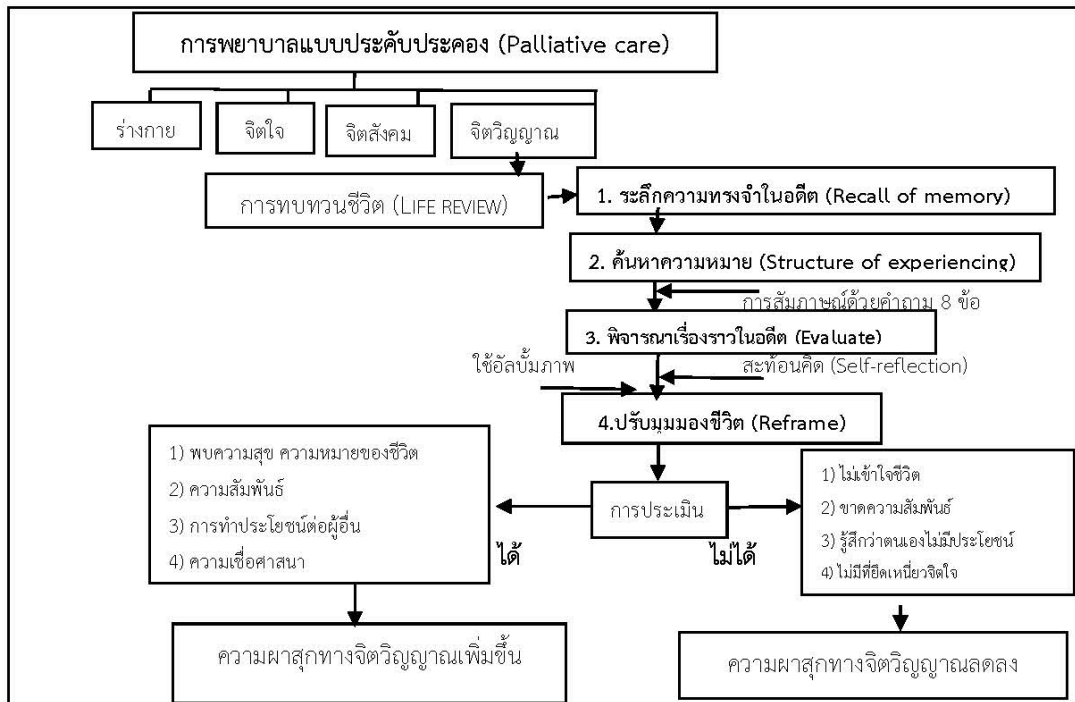 การพยาบาลแบบประคับประคอง (Palliative care)
ร่างกาย
จิตใจ
จิตสังคม
จิตวิญญาณ
การทบทวนชีวิต (LIFE REVIEW)
1. ระลึกความทรงจำในอดีต (Recall of memory)
2. ค้นหาความหมาย (Structure of experiencing)
การสัมภาษณ์ด้วยคำถาม 8 ข้อ
3. พิจารณาเรื่องราวในอดีต (Evaluate)
ใช้อัลบั้มภาพ
สะท้อนคิด (Self-reflection)
4.ปรับมุมมองชีวิต (Reframe)
การประเมิน
ได้
ไม่ได้
1) พบความสุข ความหมายของชีวิต
2) ความสัมพันธ์
3) การทำประโยชน์ต่อผู้อื่น
4) ความเชื่อศาสนา
1) ไม่เข้าใจชีวิต
2) ขาดความสัมพันธ์
3) รู้สึกว่าตนเองไม่มีประโยชน์
4) ไม่มีที่ยึดเหนี่ยวจิตใจ
ความผาสุกทางจิตวิญญาณเพิ่มขึ้น
ความผาสุกทางจิตวิญญาณลดลง